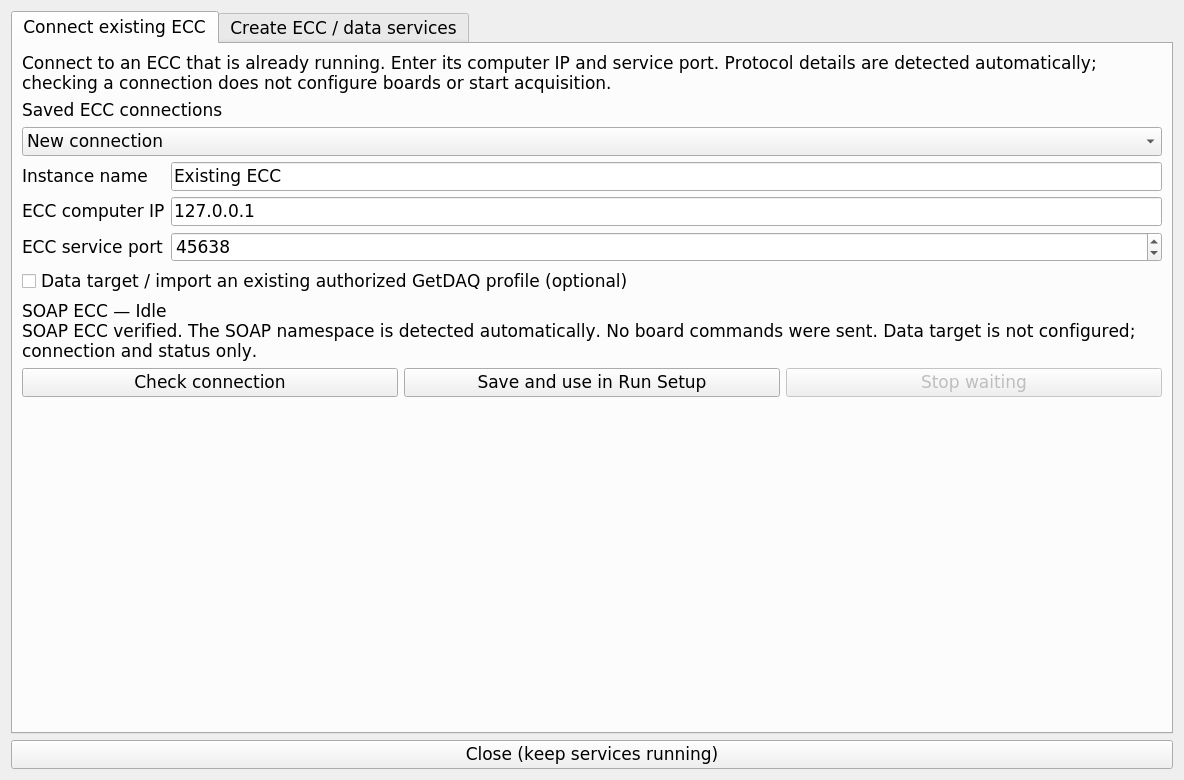 Connect existing ECC
Create ECC / data services
Connect to an ECC that is already running. Enter its computer IP and service port. Protocol details are detected automatically;
checking a connection does not configure boards or start acquisition.
Saved ECC connections
New connection
Instance name
Existing ECC
ECC computer IP
127.0.0.1
ECC service port
45638
Data target / import an existing authorized GetDAQ profile (optional)
SOAP ECC — Idle
SOAP ECC verified. The SOAP namespace is detected automatically. No board commands were sent. Data target is not configured;
connection and status only.
Check connection
Save and use in Run Setup
Stop waiting
Close (keep services running)